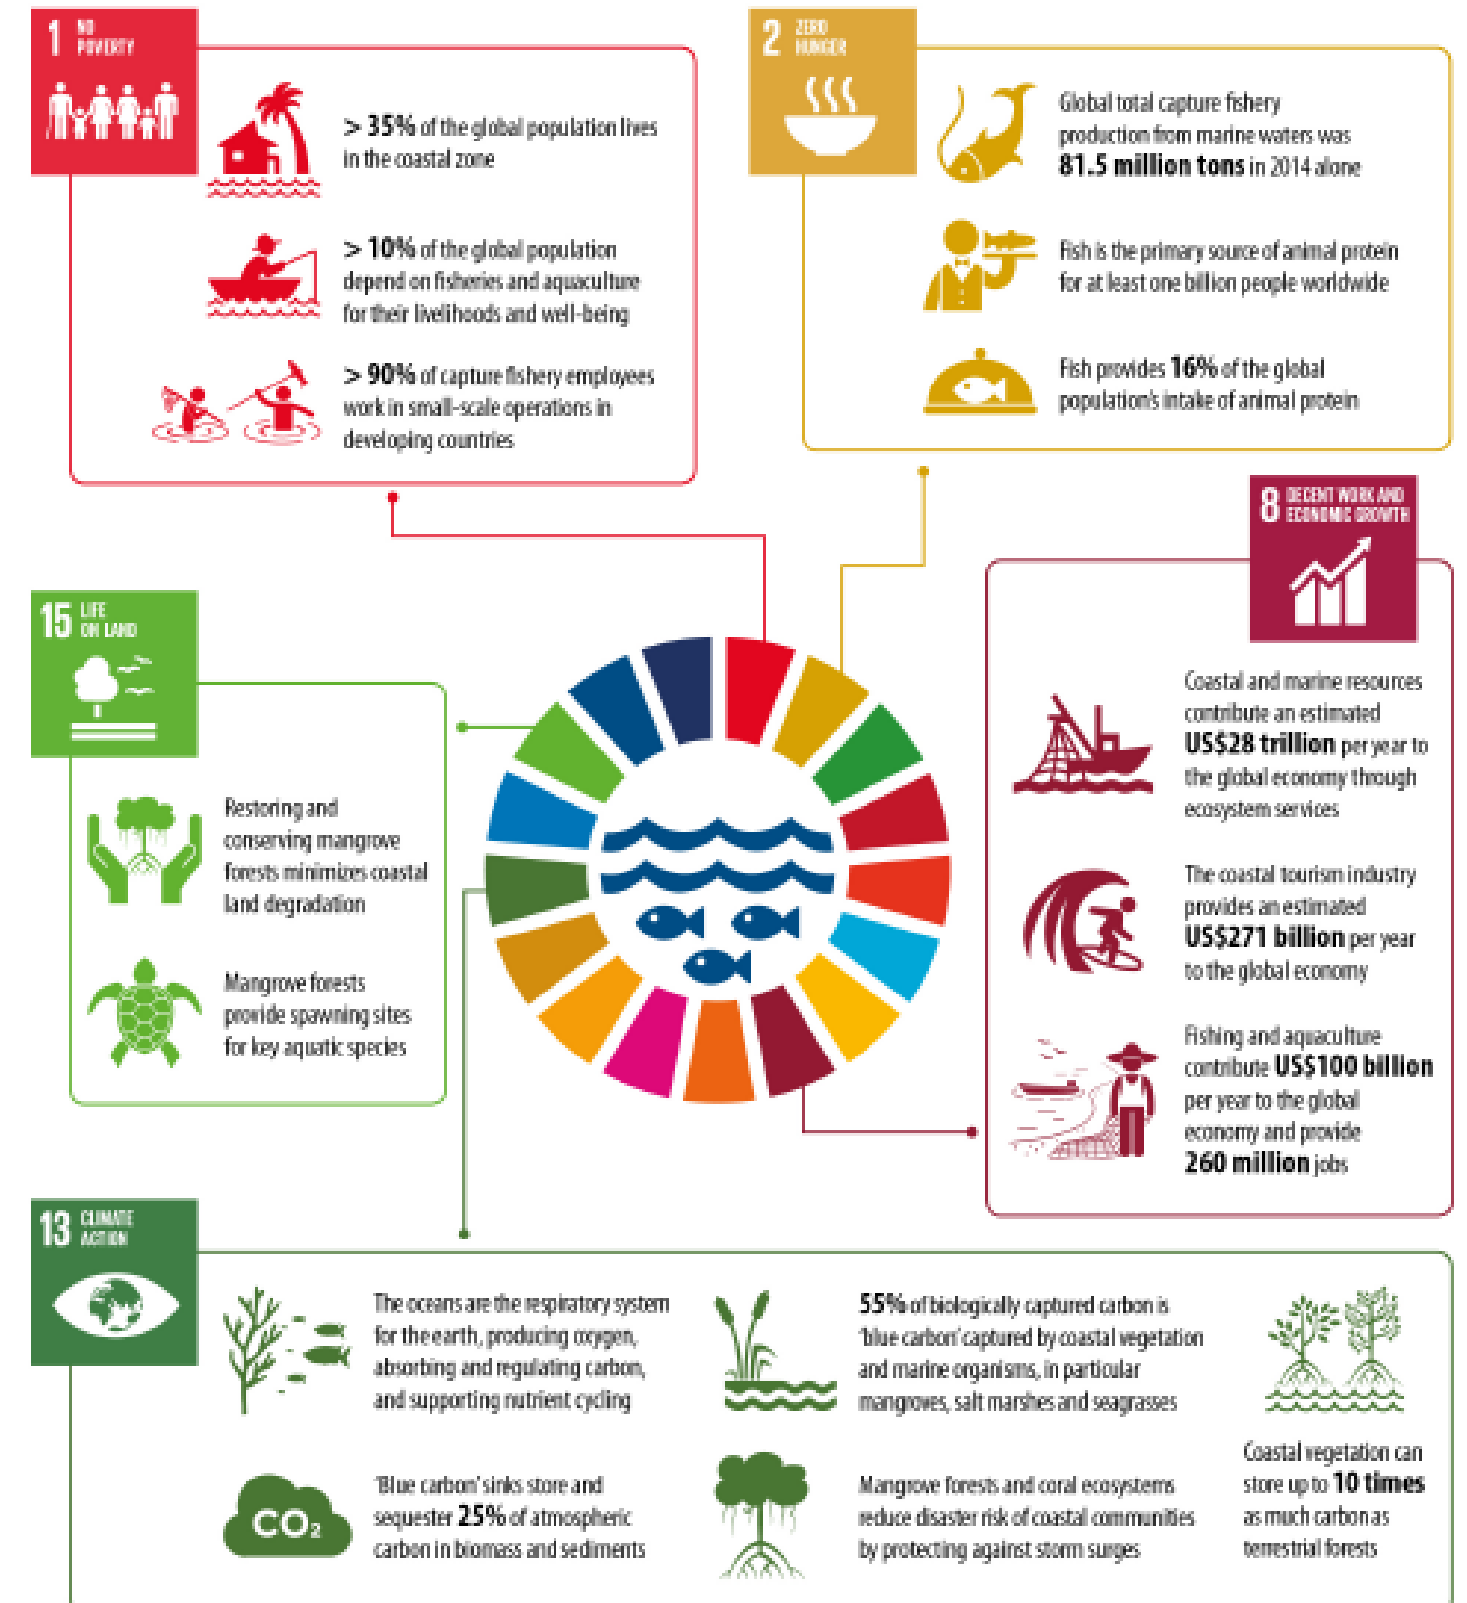 1 NO
POVERTY
> 35% of the global population lives
in the coastal zone
> 10% of the global population
depend on fisheries and aquaculture
for their livelihoods and well-being
> 90% of capture fishery employees
work in small-scale operations in
developing countries
2 ZERO
HUNGER
Global total capture fishery
production from marine waters was
81.5 million tons in 2014 alone
Fish is the primary source of animal protein
for at least one billion people worldwide
Fish provides 16% of the global
population's intake of animal protein
8 DECENT WORK AND
ECONOMIC GROWTH
Coastal and marine resources
contribute an estimated
US$28 trillion per year to
the global economy through
ecosystem services
The coastal tourism industry
provides an estimated
US$271 billion per year
to the global economy
Fishing and aquaculture
contribute US$100 billion
per year to the global
economy and provide
260 million jobs
15 LIFE
ON LAND
Restoring and
conserving mangrove
forests minimizes coastal
land degradation
Mangrove forests
provide spawning sites
for key aquatic species
13 CLIMATE
ACTION
The oceans are the respiratory system
for the earth, producing oxygen,
absorbing and regulating carbon,
and supporting nutrient cycling
CO₂
'Blue carbon' sinks store and
sequester 25% of atmospheric
carbon in biomass and sediments
55% of biologically captured carbon is
'blue carbon' captured by coastal vegetation
and marine organisms, in particular
mangroves, salt marshes and seagrasses
Mangrove forests and coral ecosystems
reduce disaster risk of coastal communities
by protecting against storm surges
Coastal vegetation can
store up to 10 times
as much carbon as
terrestrial forests